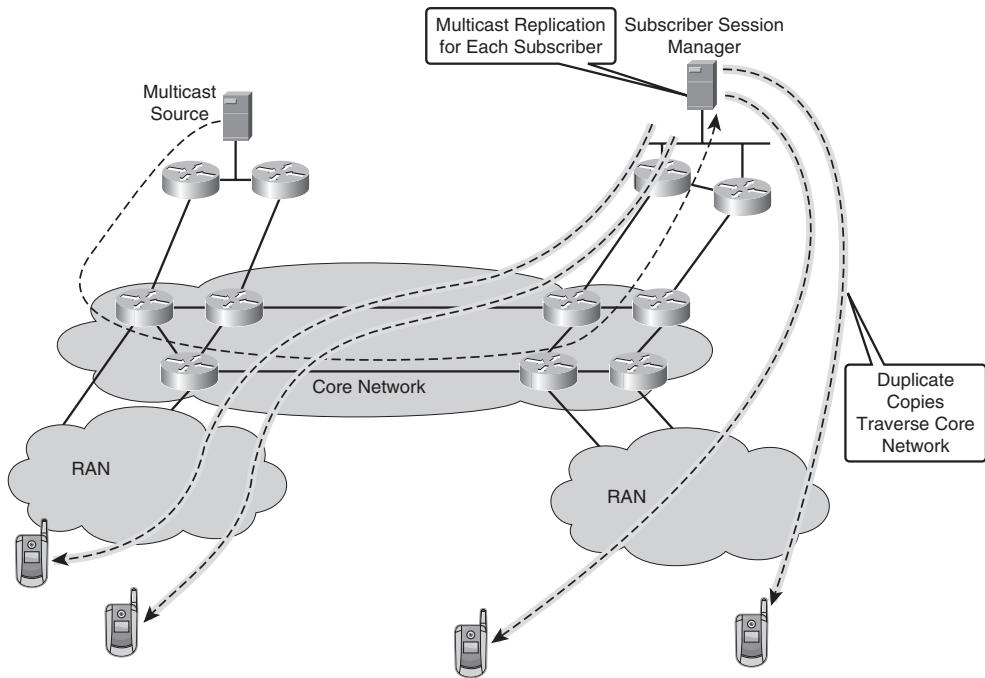 Multicast Replication
for Each Subscriber
Subscriber Session
Manager
Multicast
Source
Core Network
Duplicate
Copies
Traverse Core
Network
RAN
RAN